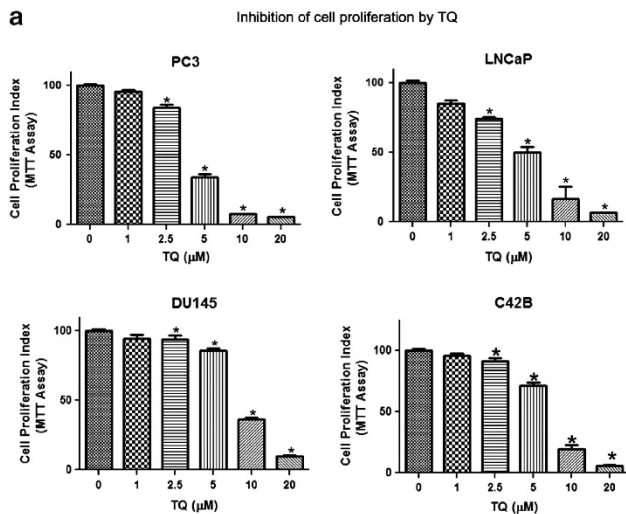 a
Inhibition of cell proliferation by TQ
PC3
Cell Proliferation Index
(MTT Assay)
100
50
0
*
*
*
*
0 1 2.5 5 10 20
TQ (μM)
LNCaP
Cell Proliferation Index
(MTT Assay)
100
50
0
*
*
*
*
0 1 2.5 5 10 20
TQ (μM)
DU145
Cell Proliferation Index
(MTT Assay)
100
50
0
*
*
*
*
0 1 2.5 5 10 20
TQ (μM)
C42B
Cell Proliferation Index
(MTT Assay)
100
50
0
*
*
*
*
0 1 2.5 5 10 20
TQ (μM)